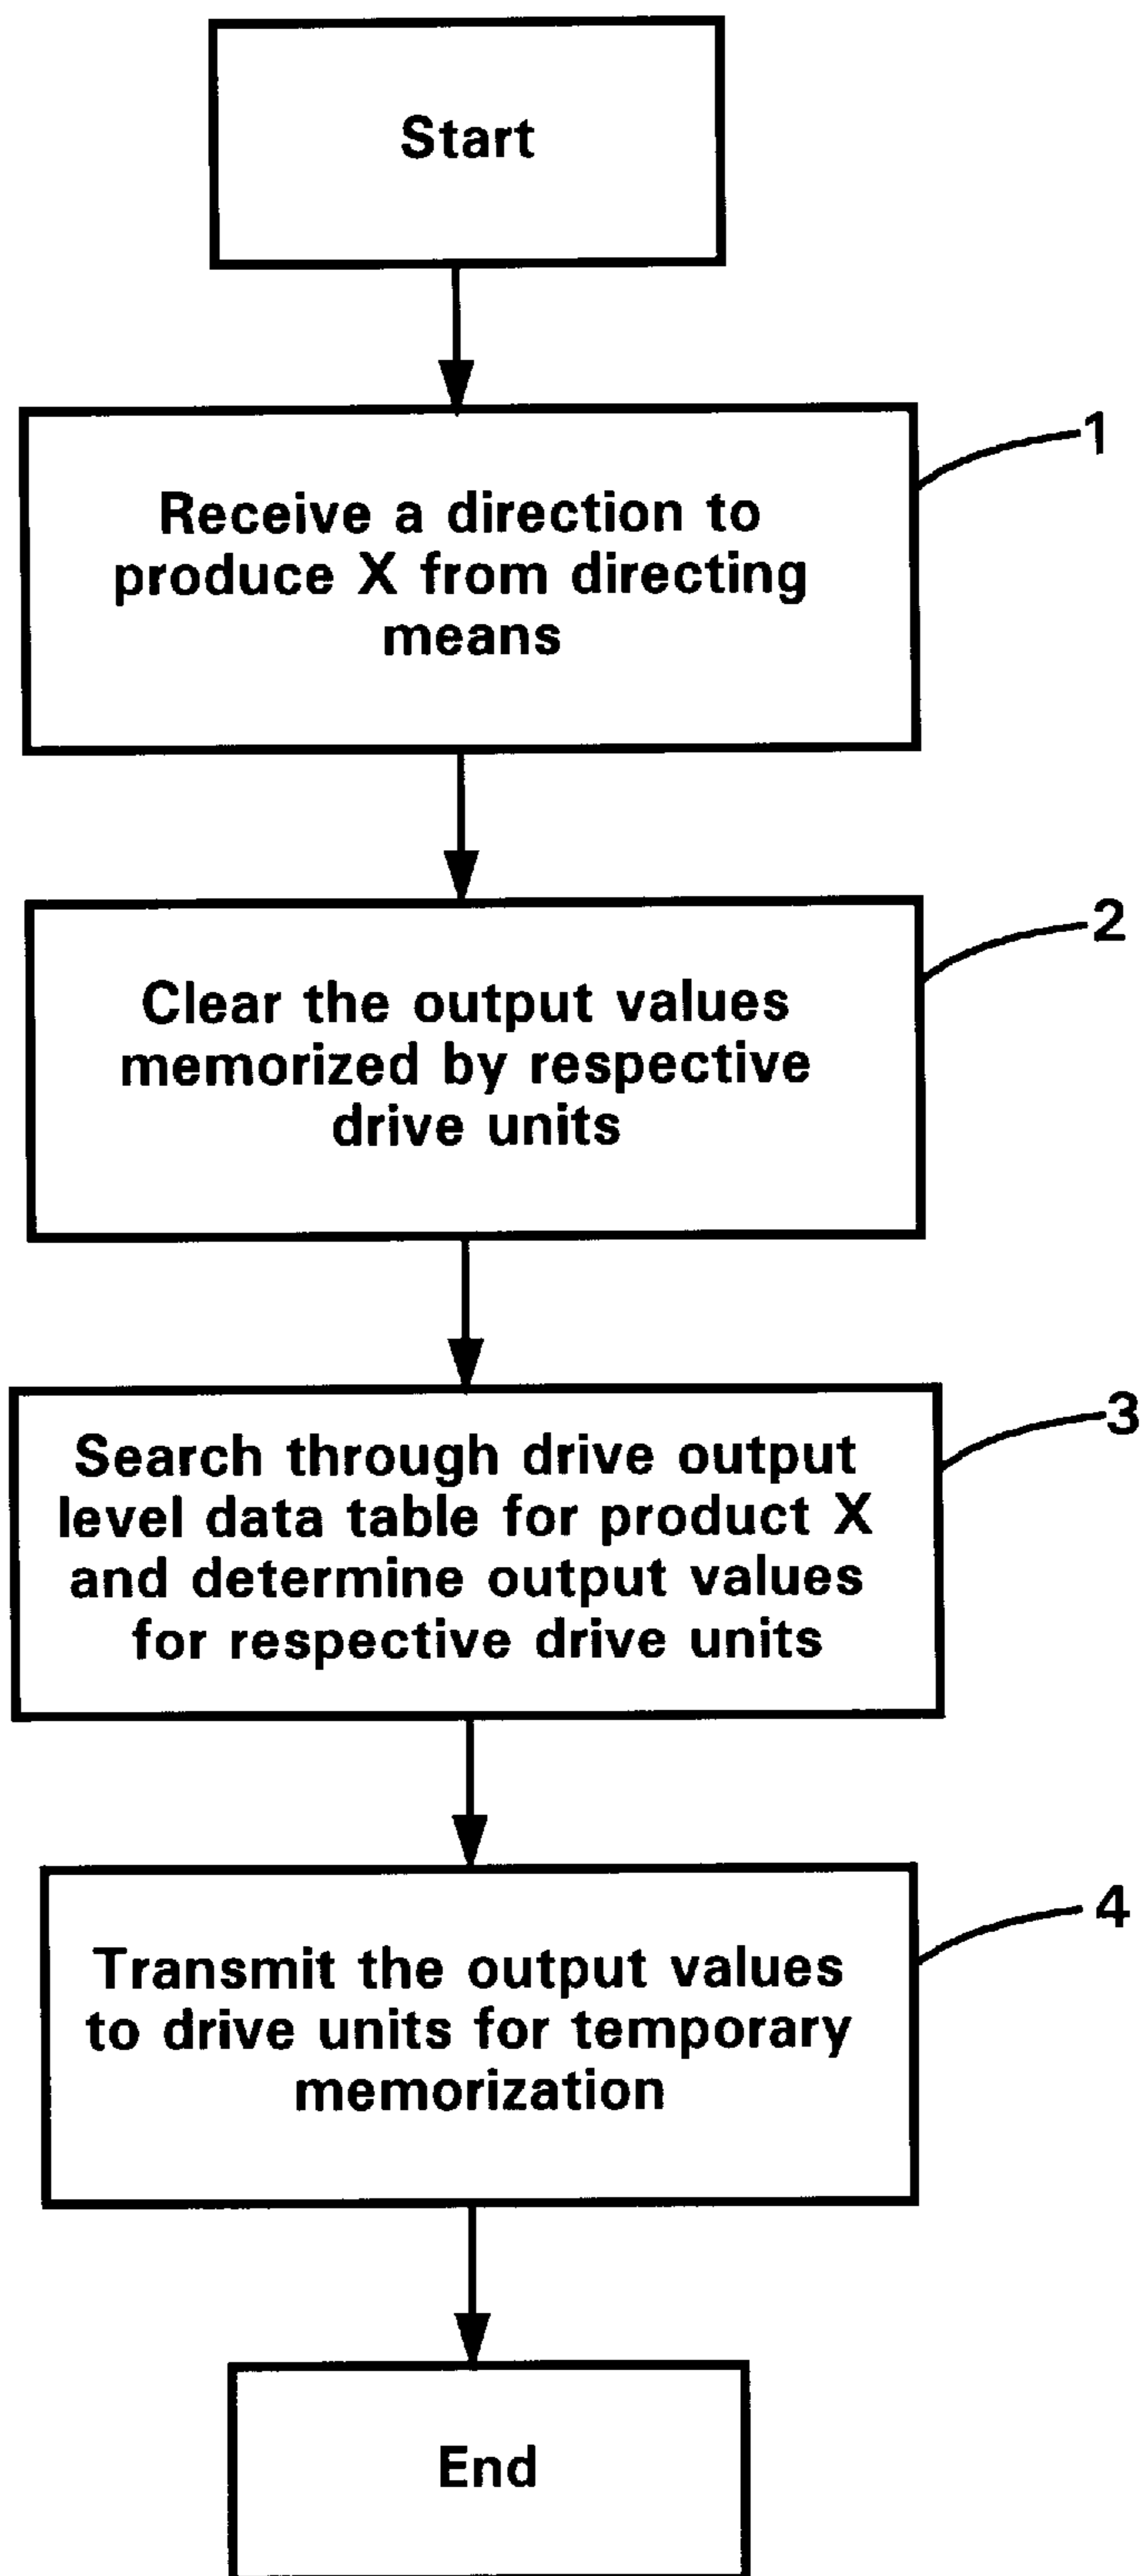 Start
1
Receive a direction to
produce X from directing
means
2
Clear the output values
memorized by respective
drive units
3
Search through drive output
level data table for product X
and determine output values
for respective drive units
4
Transmit the output values
to drive units for temporary
memorization
End